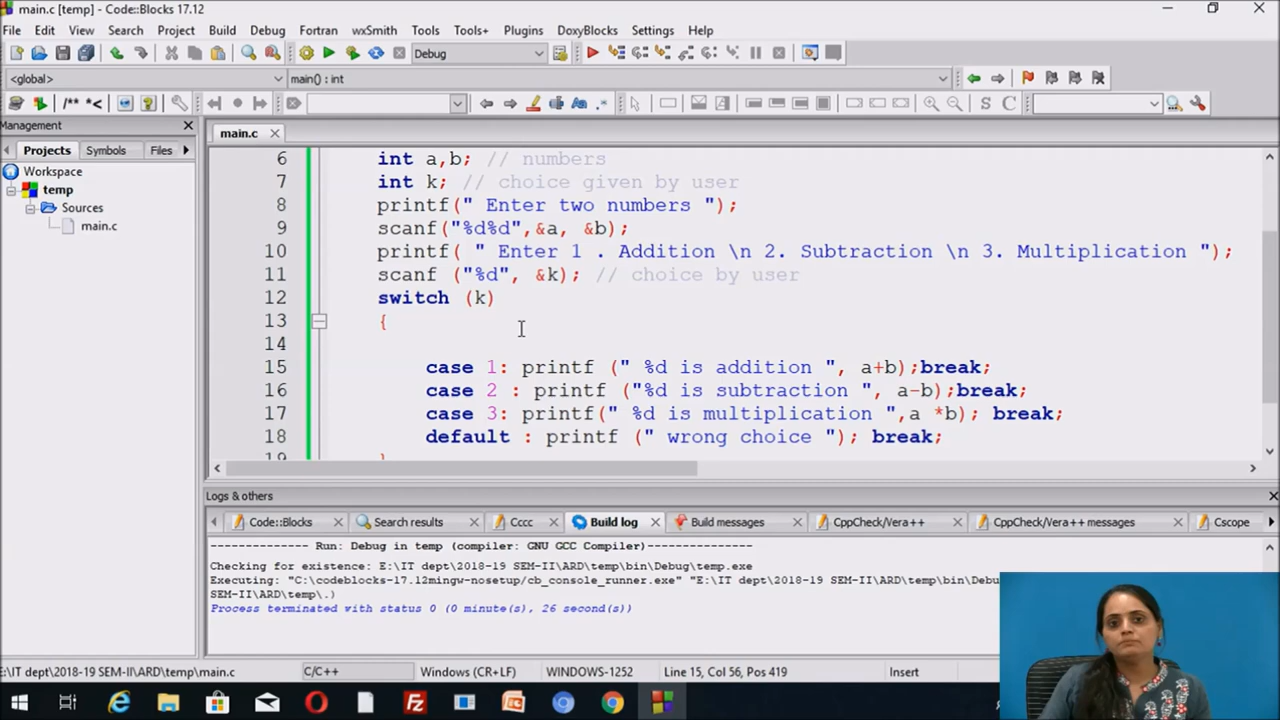 main.c [temp] - Code::Blocks 17.12
File Edit View Search Project Build Debug Fortran wxSmith Tools Tools+ Plugins DoxyBlocks Settings Help
Debug
<global> main() : int
/** *<
S C
Management
main.c
Projects Symbols Files
Workspace
temp
Sources
main.c
6 int a,b; // numbers
7 int k; // choice given by user
8 printf(" Enter two numbers ");
9 scanf("%d%d",&a, &b);
10 printf( " Enter 1 . Addition \n 2. Subtraction \n 3. Multiplication ");
11 scanf ("%d", &k); // choice by user
12 switch (k)
13 {
14
15 case 1: printf (" %d is addition ", a+b);break;
16 case 2 : printf ("%d is subtraction ", a-b);break;
17 case 3: printf(" %d is multiplication ",a *b); break;
18 default : printf (" wrong choice "); break;
19 }
Logs & others
Code::Blocks Search results Cccc Build log Build messages CppCheck/Vera++ CppCheck/Vera++ messages Cscope
-------------- Run: Debug in temp (compiler: GNU GCC Compiler)---------------
Checking for existence: E:\IT dept\2018-19 SEM-II\ARD\temp\bin\Debug\temp.exe
Executing: "C:\codeblocks-17.12mingw-nosetup/cb_console_runner.exe" "E:\IT dept\2018-19 SEM-II\ARD\temp\bin\Debu
SEM-II\ARD\temp\.)
Process terminated with status 0 (0 minute(s), 26 second(s))
E:\IT dept\2018-19 SEM-II\ARD\temp\main.c C/C++ Windows (CR+LF) WINDOWS-1252 Line 15, Col 56, Pos 419 Insert